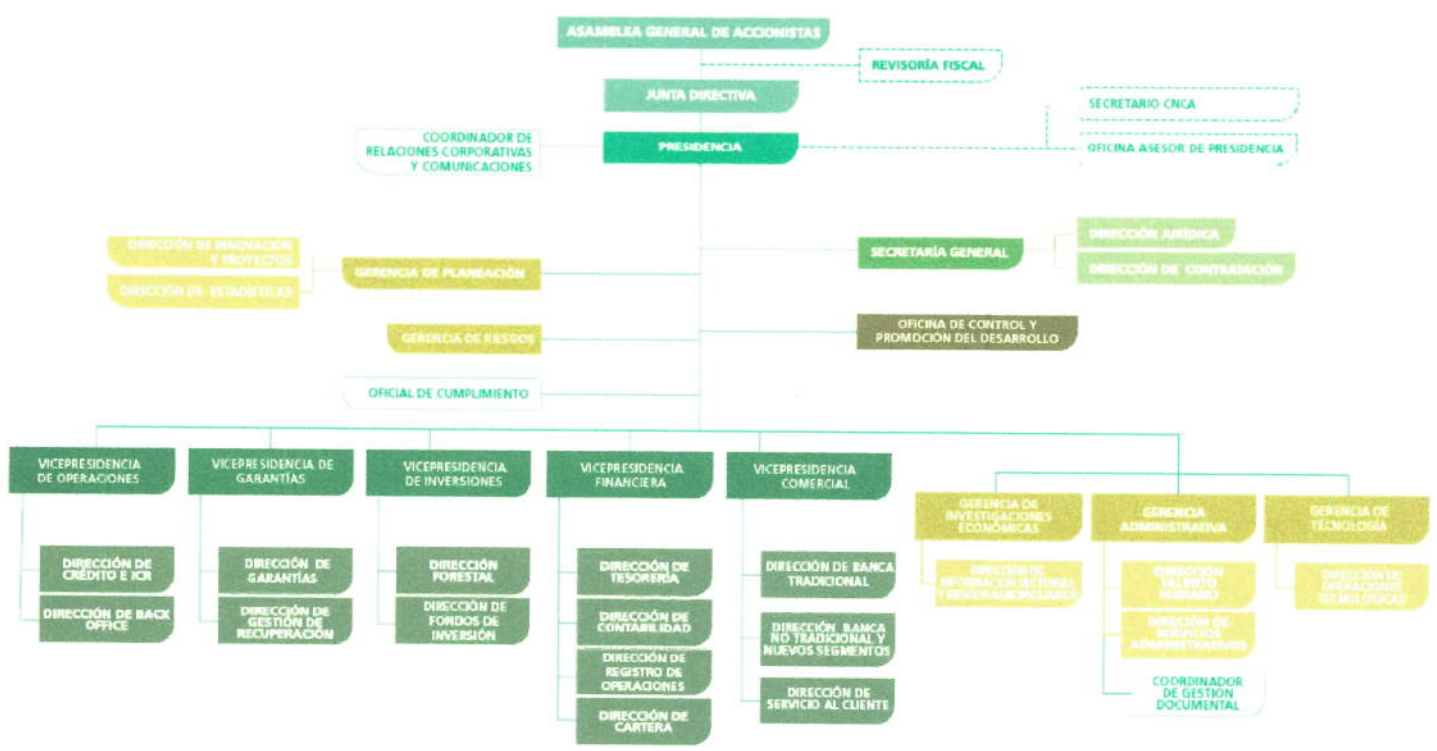 ASAMBLEA GENERAL DE ACCIONISTAS
REVISORÍA FISCAL
JUNTA DIRECTIVA
SECRETARIO CNCA
COORDINADOR DE
RELACIONES CORPORATIVAS
Y COMUNICACIONES
PRESIDENCIA
OFICINA ASESOR DE PRESIDENCIA
DIRECCIÓN DE INNOVACIÓN
Y PROYECTOS
DIRECCIÓN DE ESTADÍSTICAS
GERENCIA DE PLANEACIÓN
SECRETARÍA GENERAL
DIRECCIÓN JURÍDICA
DIRECCIÓN DE CONTRATACIÓN
GERENCIA DE RIESGOS
OFICINA DE CONTROL Y
PROMOCIÓN DEL DESARROLLO
OFICIAL DE CUMPLIMIENTO
VICEPRESIDENCIA
DE OPERACIONES
VICEPRESIDENCIA DE
GARANTÍAS
VICEPRESIDENCIA
DE INVERSIONES
VICEPRESIDENCIA
FINANCIERA
VICEPRESIDENCIA
COMERCIAL
GERENCIA DE
INVESTIGACIONES
ECONÓMICAS
GERENCIA
ADMINISTRATIVA
GERENCIA DE
TECNOLOGÍA
DIRECCIÓN DE
CRÉDITO E ICR
DIRECCIÓN DE BACK
OFFICE
DIRECCIÓN DE
GARANTÍAS
DIRECCIÓN DE
GESTIÓN DE
RECUPERACIÓN
DIRECCIÓN
FORESTAL
DIRECCIÓN DE
FONDOS DE
INVERSIÓN
DIRECCIÓN DE
TESORERÍA
DIRECCIÓN DE
CONTABILIDAD
DIRECCIÓN DE
REGISTRO DE
OPERACIONES
DIRECCIÓN DE
CARTERA
DIRECCIÓN DE BANCA
TRADICIONAL
DIRECCIÓN BANCA
NO TRADICIONAL Y
NUEVOS SEGMENTOS
DIRECCIÓN DE
SERVICIO AL CLIENTE
DIRECCIÓN DE
INFORMACIÓN SECTORIAL
Y RIESGO AGROPECUARIO
DIRECCIÓN
TALENTO
HUMANO
DIRECCIÓN DE
SERVICIOS
ADMINISTRATIVOS
COORDINADOR
DE GESTIÓN
DOCUMENTAL
DIRECCIÓN DE
OPERACIONES
TECNOLÓGICAS